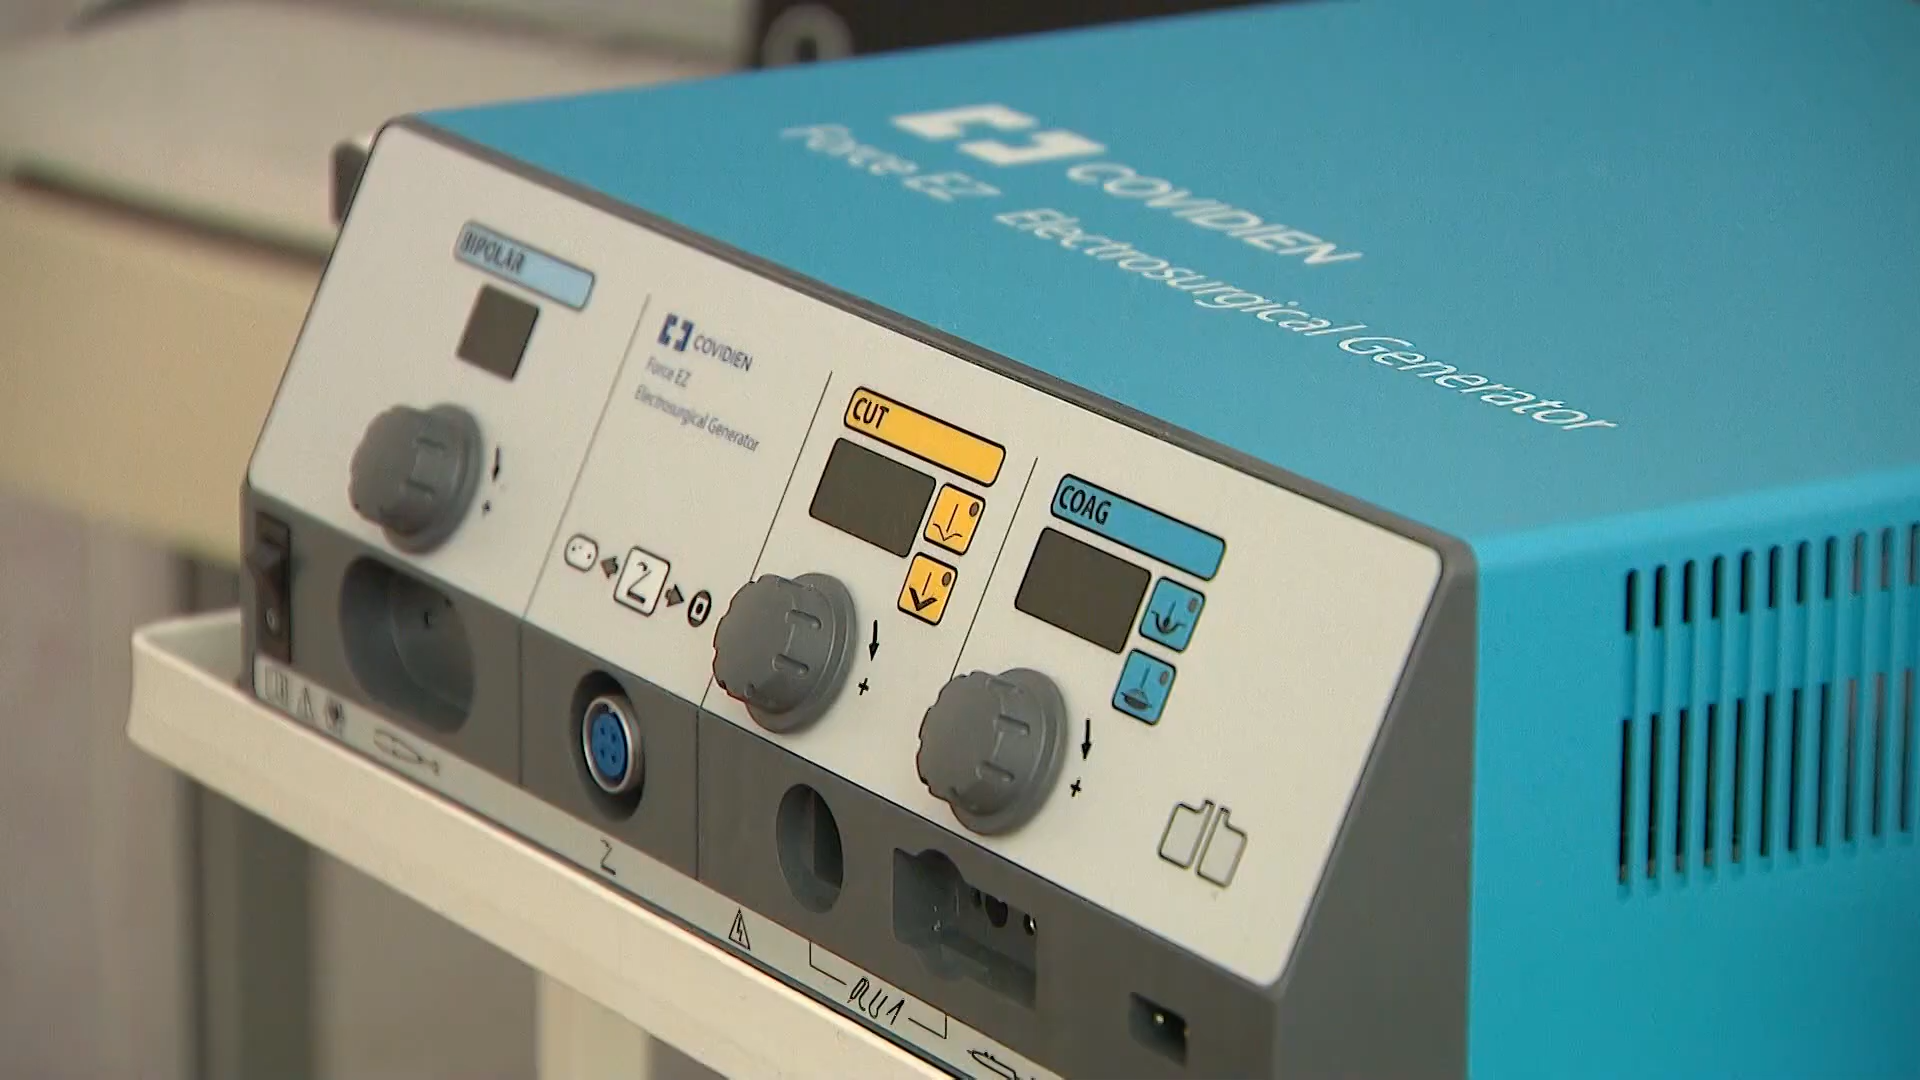 COVIDIEN
Force EZ Electrosurgical Generator
BIPOLAR
COVIDIEN
Force EZ
Electrosurgical Generator
CUT
COAG